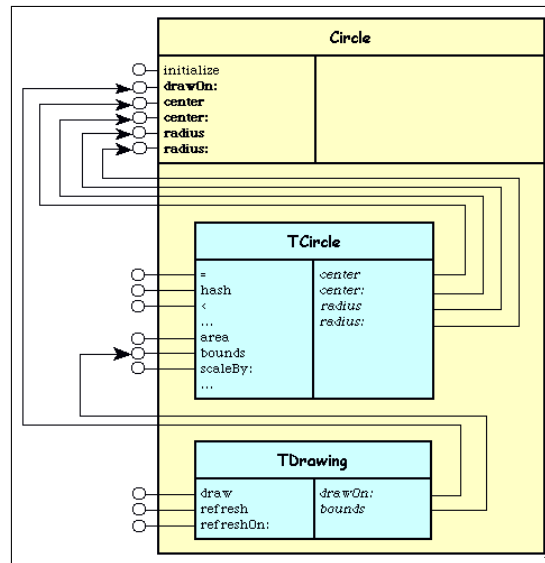 Circle
initialize
drawOn:
center
center:
radius
radius:
TCircle
= center
hash center:
< radius
... radius:
area
bounds
scaleBy:
...
TDrawing
draw drawOn:
refresh bounds
refreshOn: